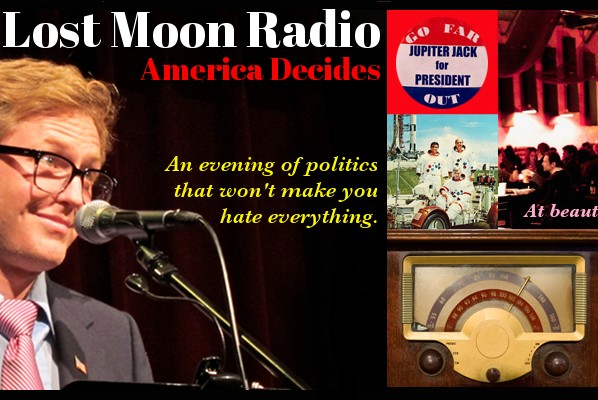 Lost Moon Radio
America Decides
An evening of politics
that won't make you
hate everything.
GO FAR
JUPITER JACK
for
PRESIDENT
OUT
At beaut